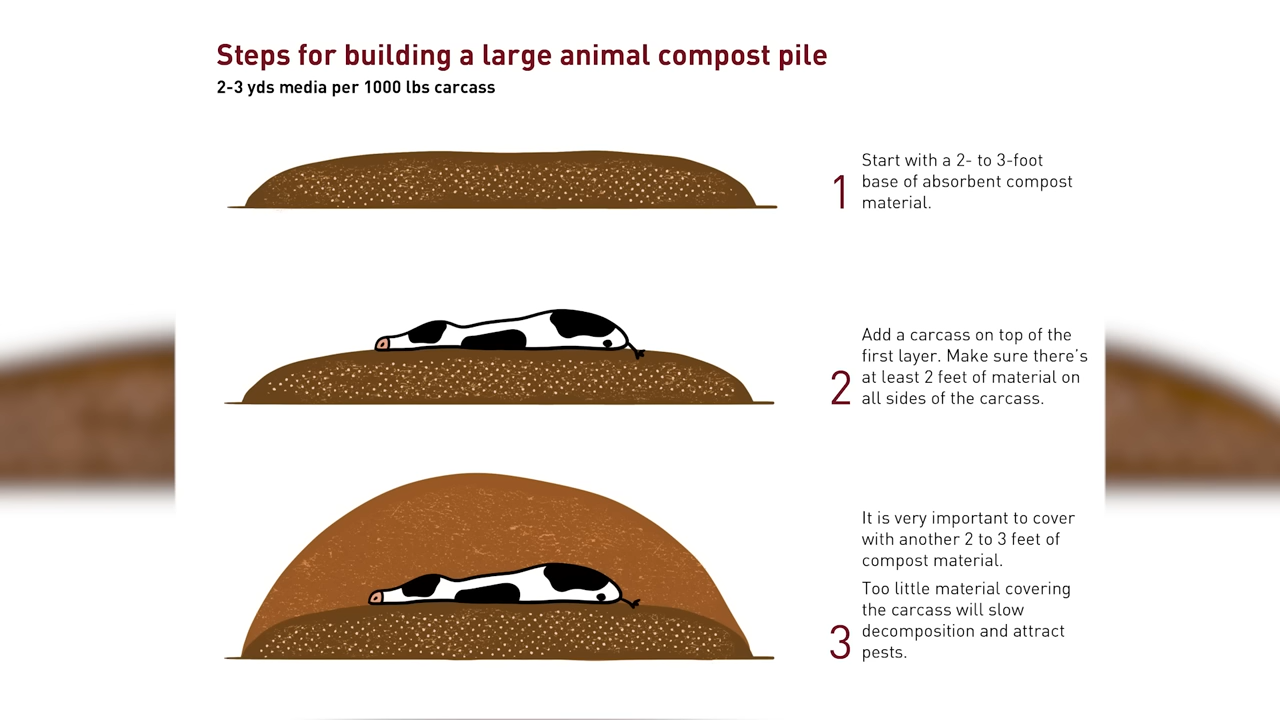 Steps for building a large animal compost pile
2-3 yds media per 1000 lbs carcass
1
Start with a 2- to 3-foot
base of absorbent compost
material.
2
Add a carcass on top of the
first layer. Make sure there's
at least 2 feet of material on
all sides of the carcass.
3
It is very important to cover
with another 2 to 3 feet of
compost material.
Too little material covering
the carcass will slow
decomposition and attract
pests.